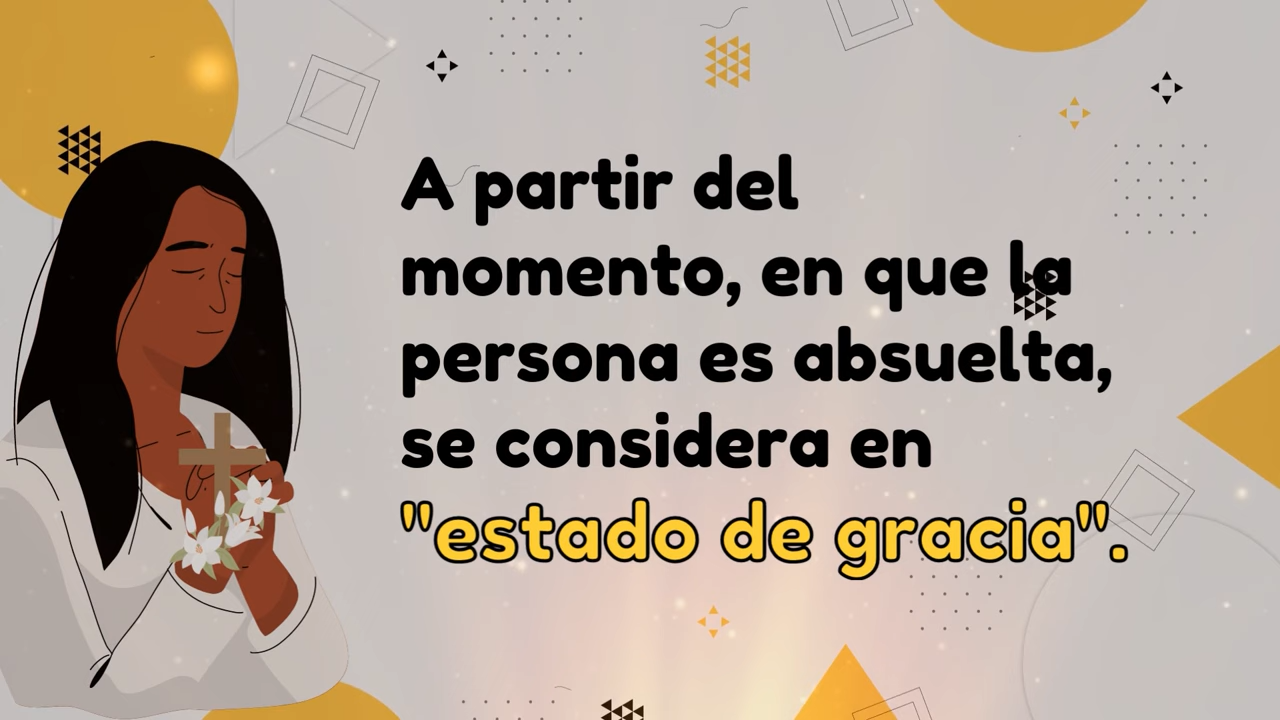 A partir del
momento, en que la
persona es absuelta,
se considera en
"estado de gracia".